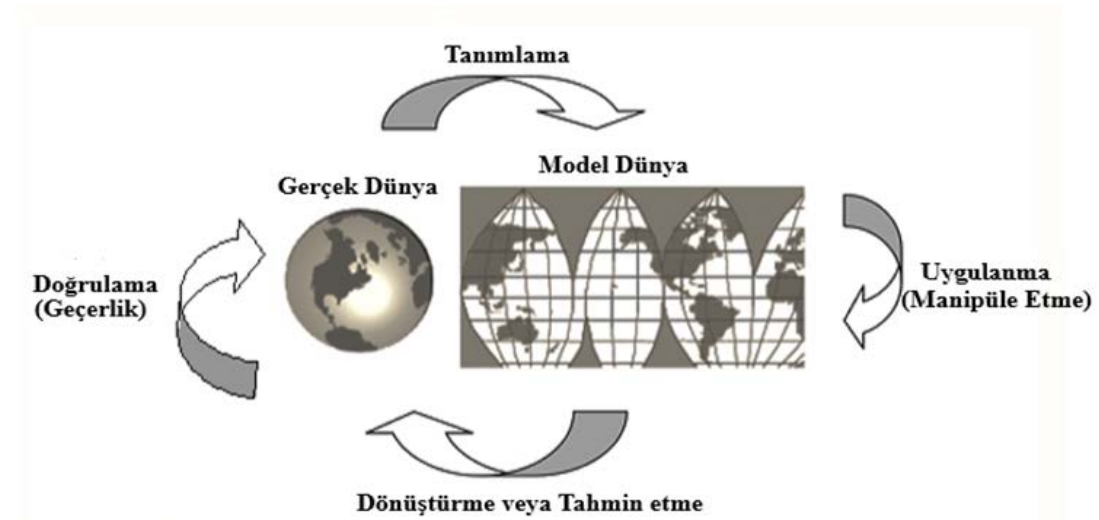 Tanımlama
Model Dünya
Gerçek Dünya
Doğrulama
(Geçerlik)
Uygulanma
(Manipüle Etme)
Dönüştürme veya Tahmin etme